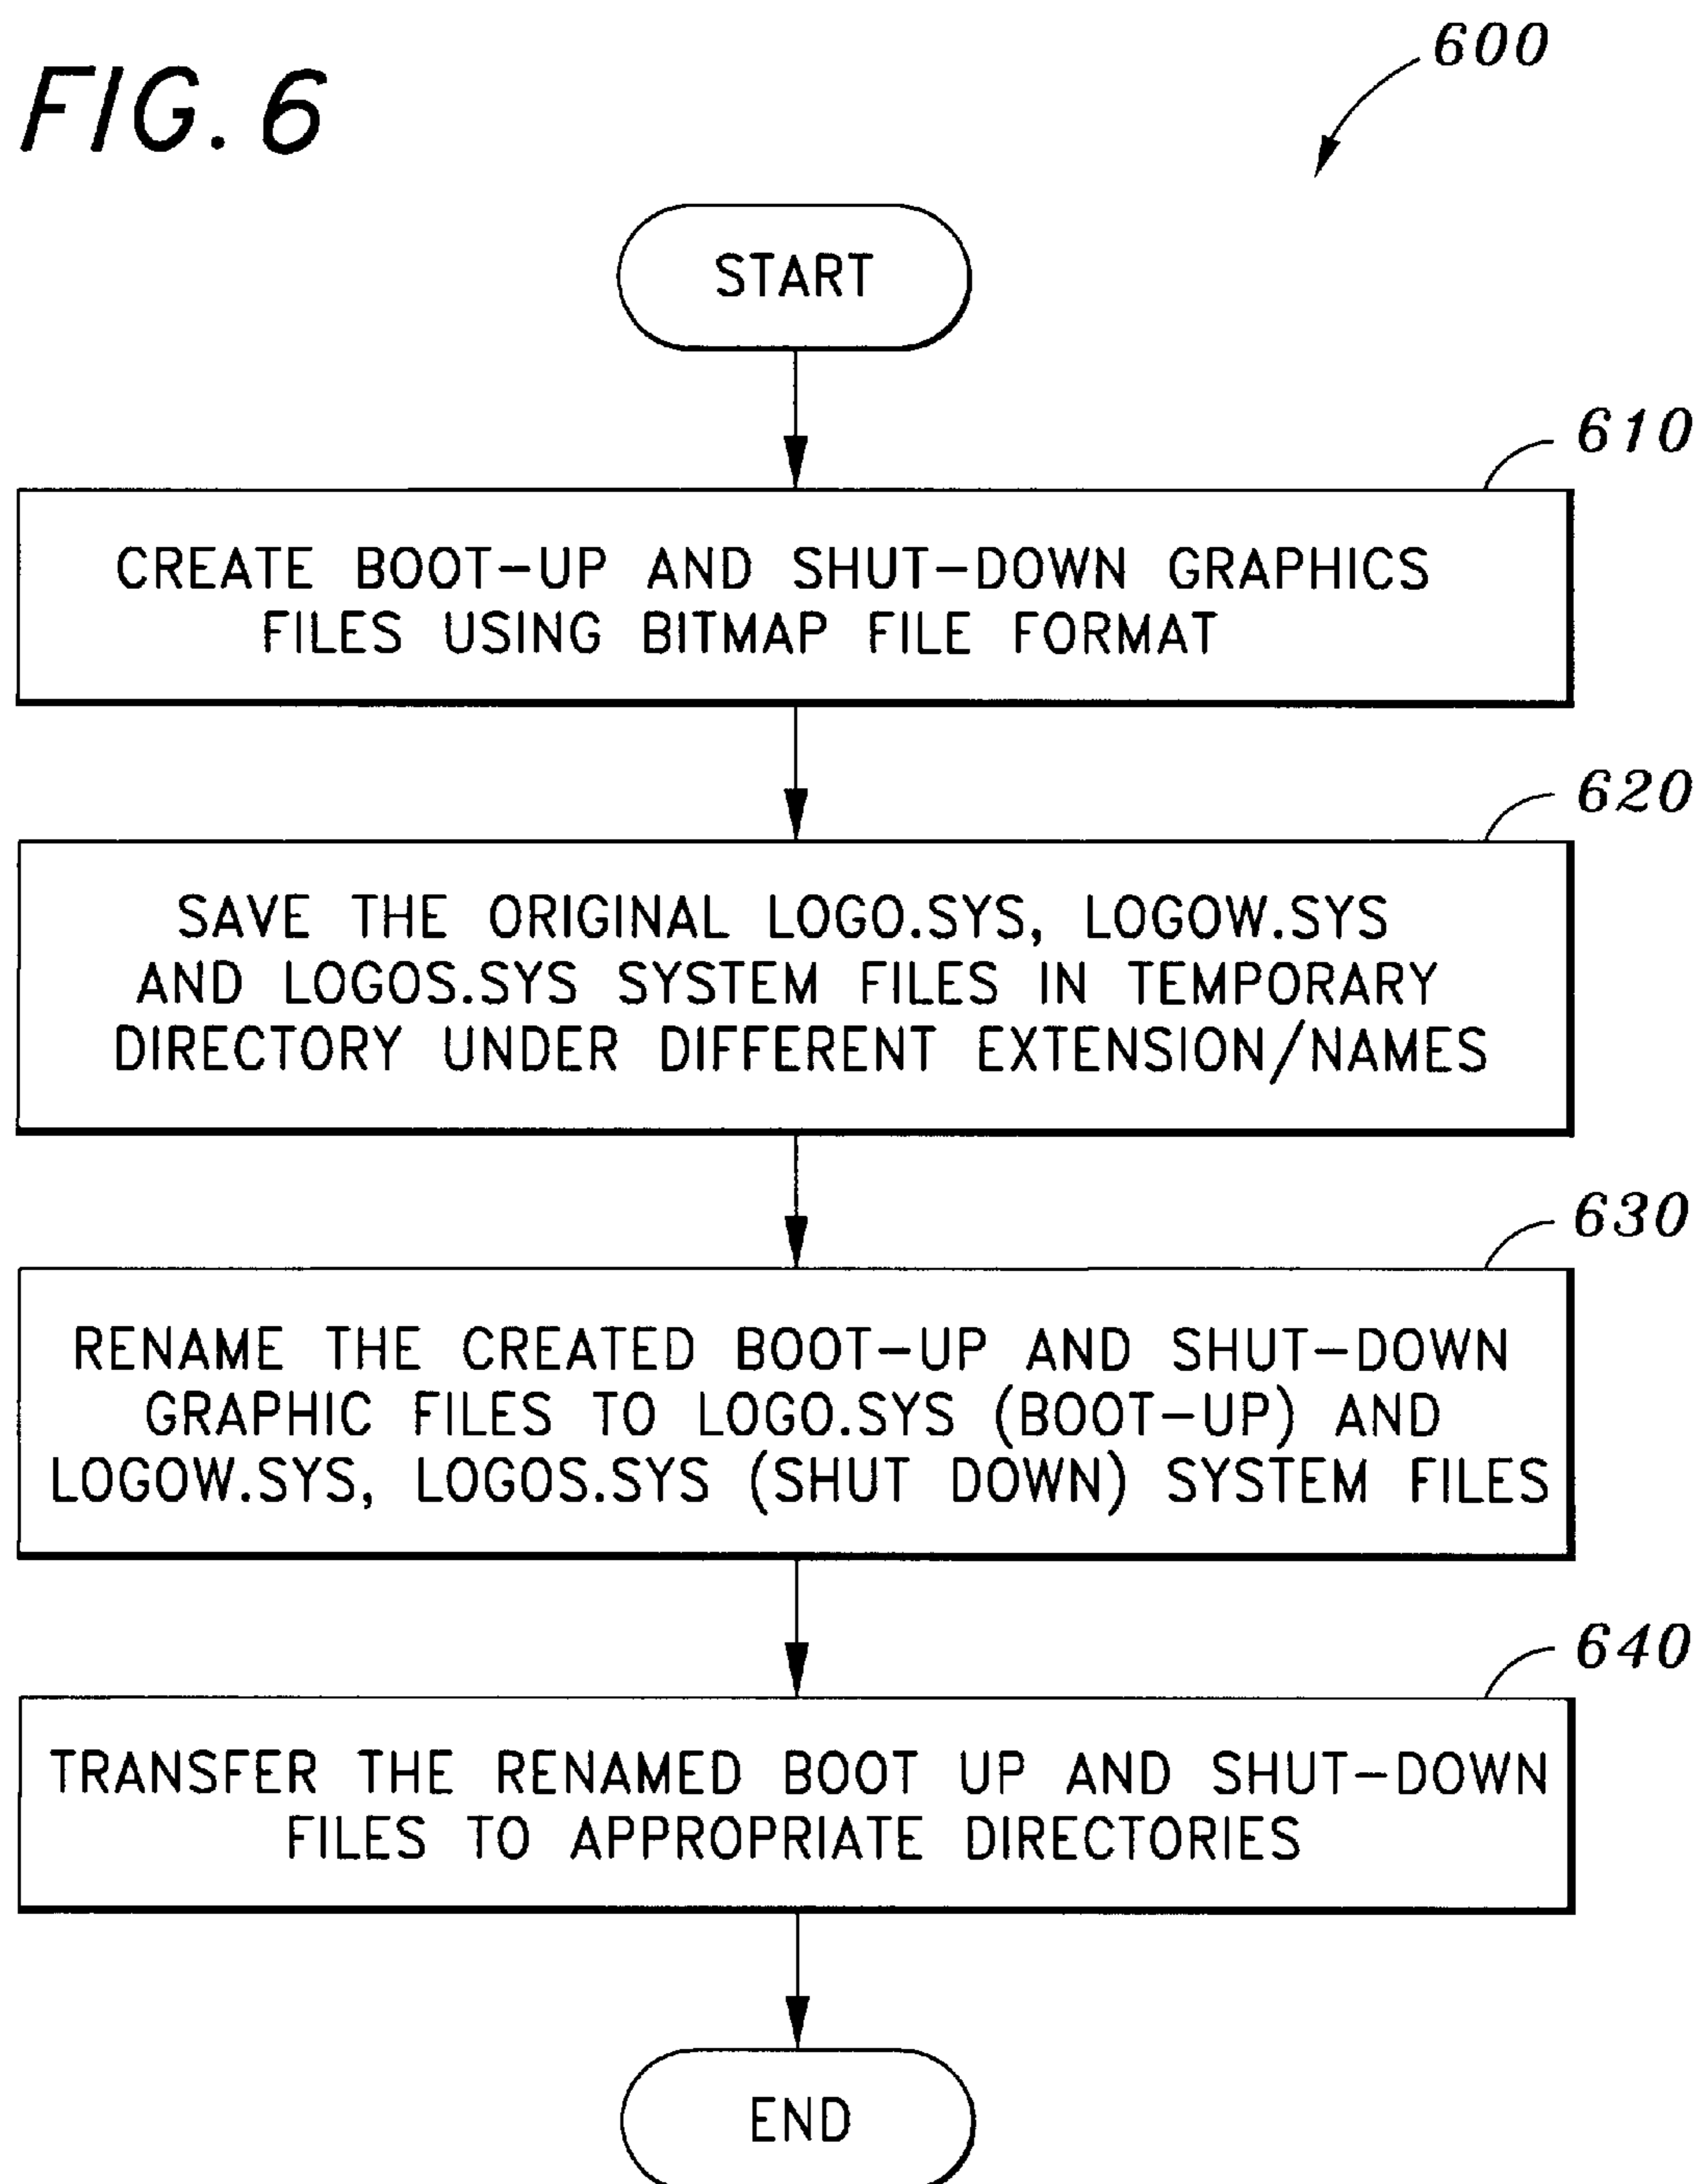 FIG. 6
600
START
610
CREATE BOOT-UP AND SHUT-DOWN GRAPHICS
FILES USING BITMAP FILE FORMAT
620
SAVE THE ORIGINAL LOGO.SYS, LOGOW.SYS
AND LOGOS.SYS SYSTEM FILES IN TEMPORARY
DIRECTORY UNDER DIFFERENT EXTENSION/NAMES
630
RENAME THE CREATED BOOT-UP AND SHUT-DOWN
GRAPHIC FILES TO LOGO.SYS (BOOT-UP) AND
LOGOW.SYS, LOGOS.SYS (SHUT DOWN) SYSTEM FILES
640
TRANSFER THE RENAMED BOOT UP AND SHUT-DOWN
FILES TO APPROPRIATE DIRECTORIES
END